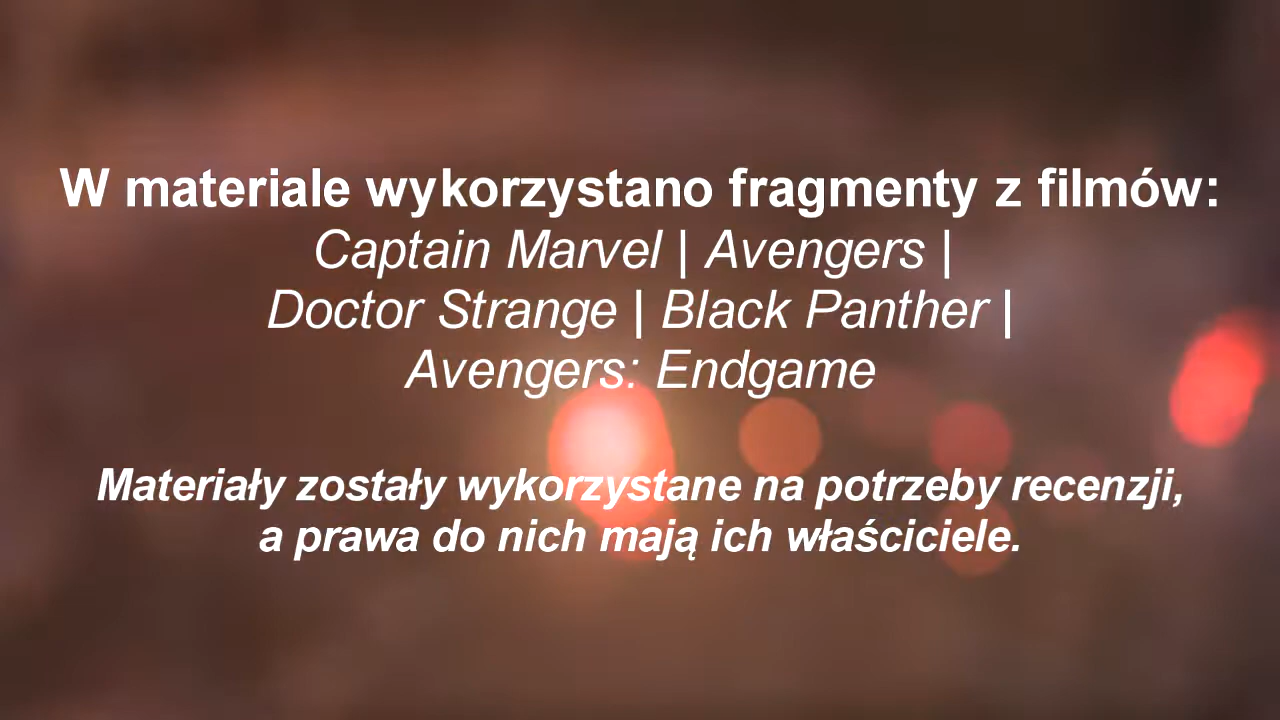 W materiale wykorzystano fragmenty z filmów:
Captain Marvel | Avengers |
Doctor Strange | Black Panther |
Avengers: Endgame
Materiały zostały wykorzystane na potrzeby recenzji,
a prawa do nich mają ich właściciele.